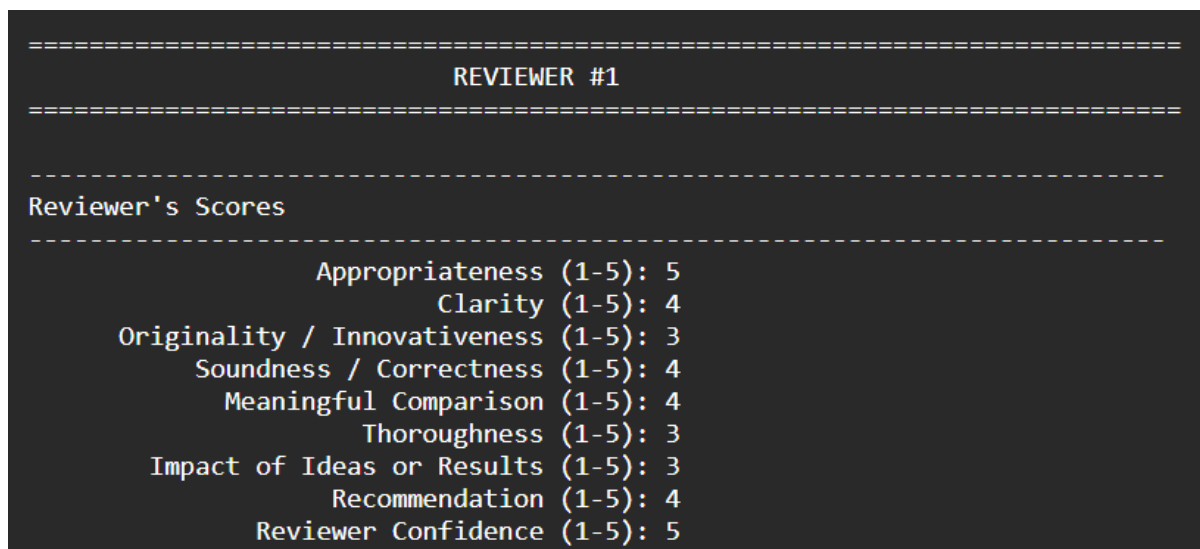 ============================================================================
REVIEWER #1
============================================================================
---------------------------------------------------------------------------
Reviewer's Scores
---------------------------------------------------------------------------
Appropriateness (1-5): 5
Clarity (1-5): 4
Originality / Innovativeness (1-5): 3
Soundness / Correctness (1-5): 4
Meaningful Comparison (1-5): 4
Thoroughness (1-5): 3
Impact of Ideas or Results (1-5): 3
Recommendation (1-5): 4
Reviewer Confidence (1-5): 5